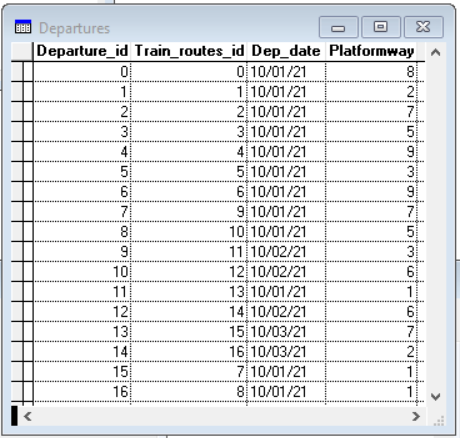 Departures
Departure_id Train_routes_id Dep_date Platformway
0 0 10/01/21 8
1 1 10/01/21 2
2 2 10/01/21 7
3 3 10/01/21 5
4 4 10/01/21 9
5 5 10/01/21 3
6 6 10/01/21 9
7 9 10/01/21 7
8 10 10/01/21 5
9 11 10/02/21 3
10 12 10/02/21 6
11 13 10/01/21 1
12 14 10/02/21 6
13 15 10/03/21 7
14 16 10/03/21 2
15 7 10/01/21 1
16 8 10/01/21 1